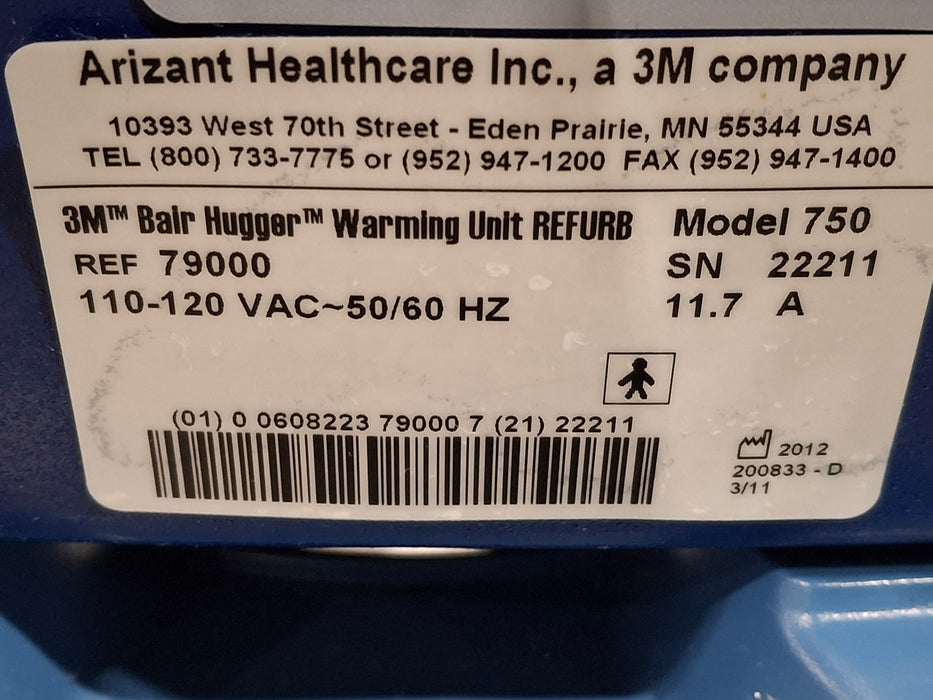 Arizant Healthcare Inc., a 3M company
10393 West 70th Street - Eden Prairie, MN 55344 USA
TEL (800) 733-7775 or (952) 947-1200 FAX (952) 947-1400
3M™ Bair Hugger™ Warming Unit REFURB Model 750
REF 79000 SN 22211
110-120 VAC~50/60 HZ 11.7 A
(01) 0 0608223 79000 7 (21) 22211
2012
200833 - D
3/11